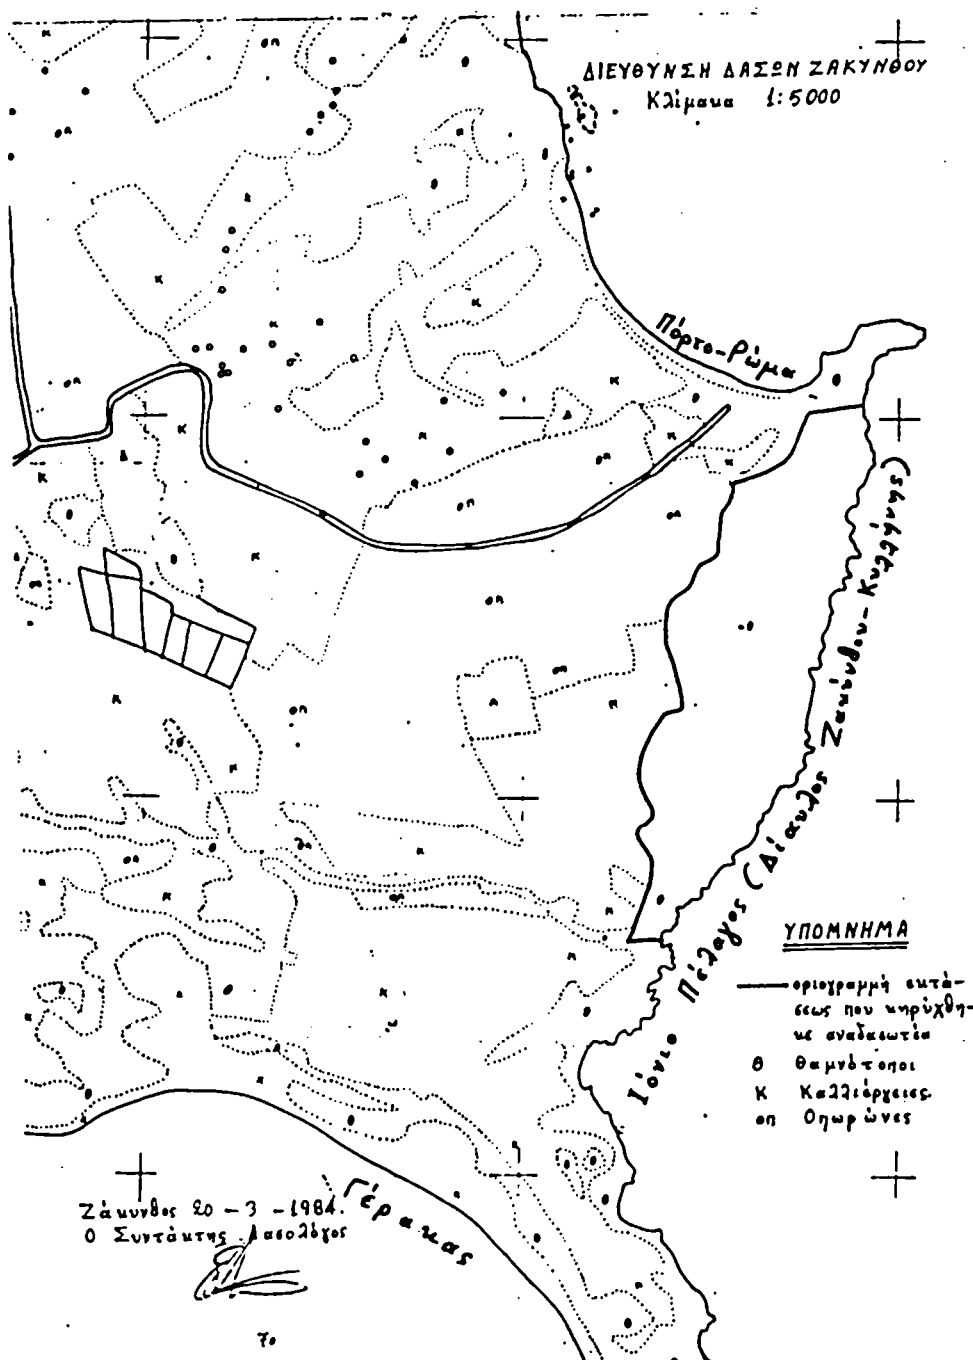 ΔΙΕΥΘΥΝΣΗ ΔΑΣΩΝ ΖΑΚΥΝΘΟΥ
Κλίμακα 1:5000
Πόρτο-Ρώμα
Ιόνιο Πέλαγος (Δίαυλος Ζακύνθου-Κυλλήνης)
ΥΠΟΜΝΗΜΑ
οριογραμμή εκτά-
σεως που κηρύχθη-
κε αναδασωτέα
θ θαμνότοποι
Κ Καλλιέργειες
οπ Οπωρώνες
Γέρακας
Ζάκυνθος 20-3-1984.
Ο Συντάκτης Δασολόγος
70